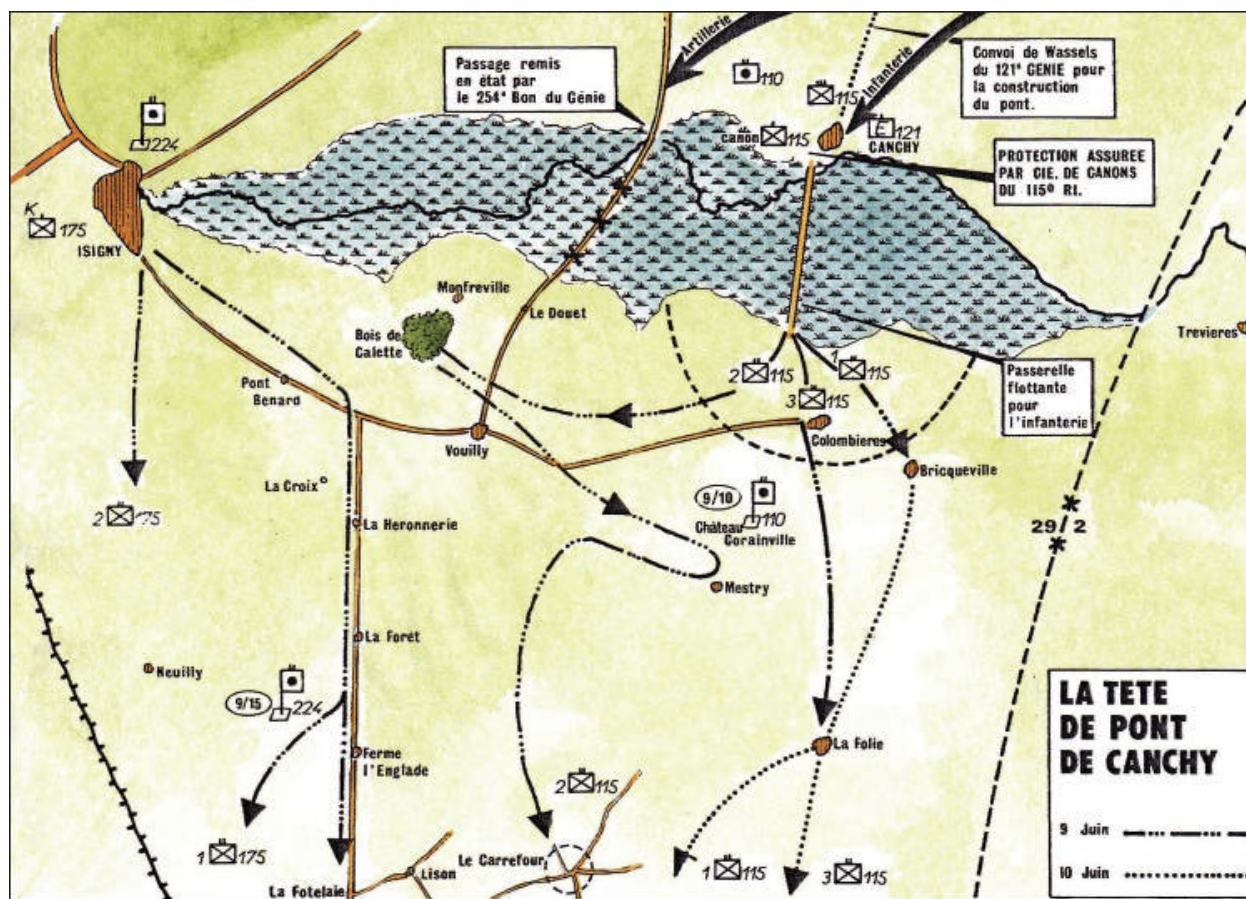 Passage remis
en état par
le 254ᵉ Bon du Génie
Artillerie
110
115
Infanterie
Convoi de Wassels
du 121ᵉ GENIE pour
la construction
du pont.
224
canon 115
E 121
CANCHY
PROTECTION ASSUREE
PAR CIE. DE CANONS
DU 115º RI.
K
175
ISIGNY
Monfreville
Le Douet
Bois de
Calette
Trevieres
Pont
Benard
2 115
1 115
3 115
Passerelle
flottante
pour
l'infanterie
Vouilly
Colombieres
Bricqueville
La Croix
9/10
2 175
La Heronnerie
Château 110
Gorainville
29 2
Mestry
La Forêt
Neuilly
9/15
224
La Folie
Ferme
l'Englade
2 115
1 175
Le Carrefour
Lison
1 115
3 115
La Fotelaie
LA TETE
DE PONT
DE CANCHY
9 Juin
10 Juin